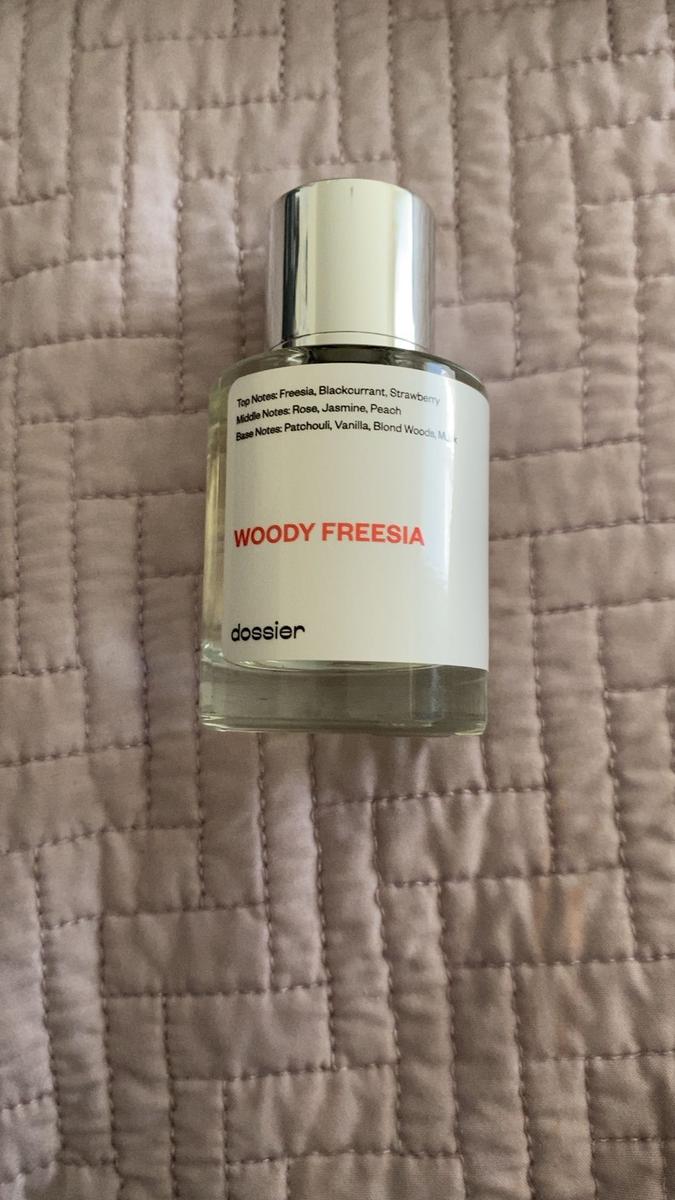 Top Notes: Freesia, Blackcurrant, Strawberry
Middle Notes: Rose, Jasmine, Peach
Base Notes: Patchouli, Vanilla, Blond Woods,
WOODY FREESIA
dossier